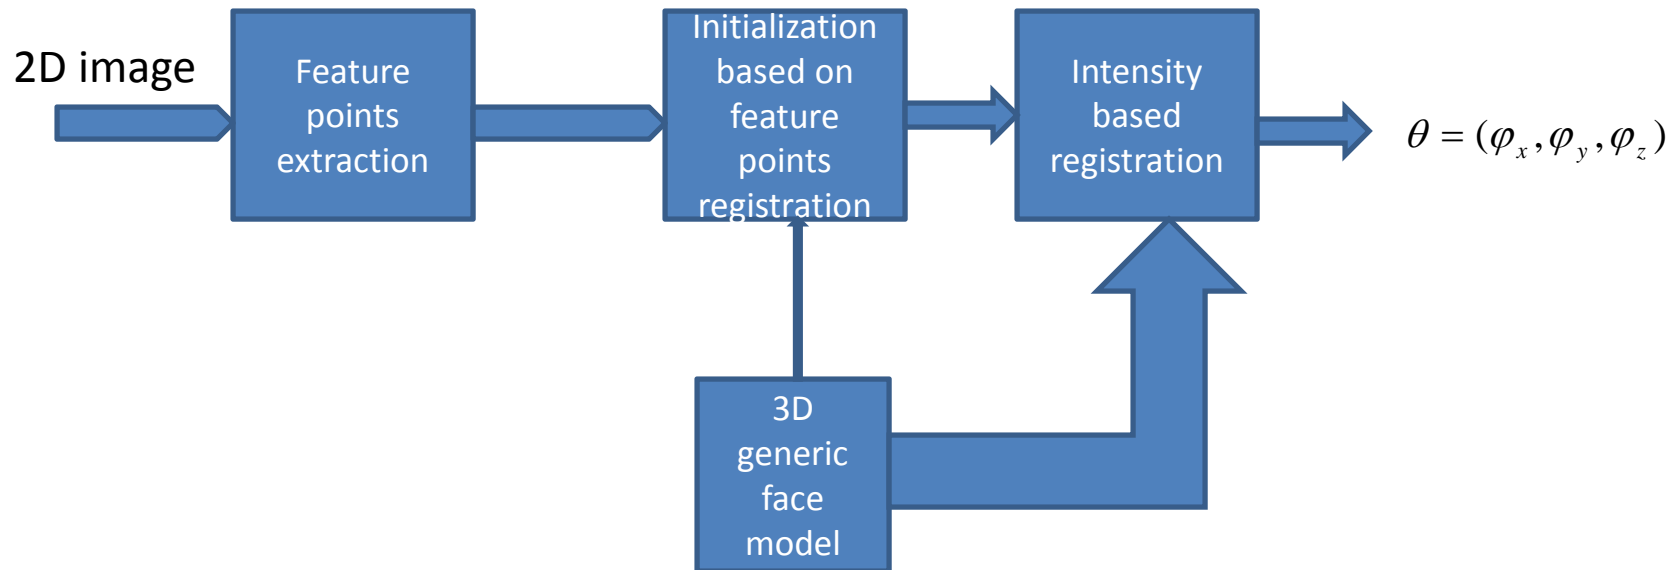 2D image
Feature
points
extraction
Initialization
based on
feature
points
registration
Intensity
based
registration
θ = (φx, φy, φz)
3D
generic
face
model